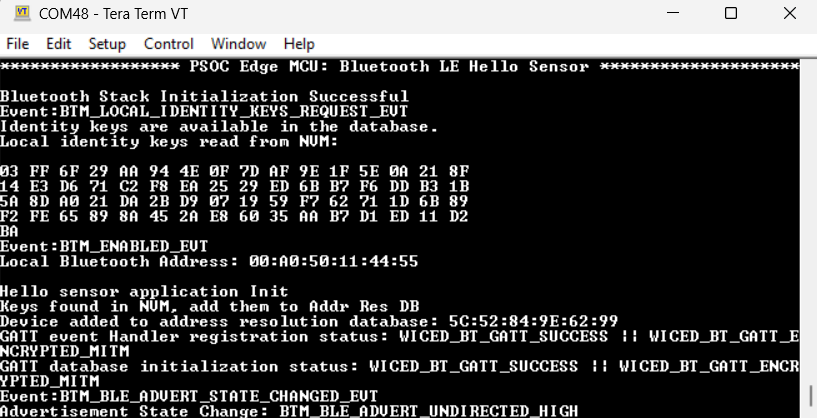 COM48 - Tera Term VT
File Edit Setup Control Window Help
****************** PSOC Edge MCU: Bluetooth LE Hello Sensor ********************
Bluetooth Stack Initialization Successful
Event:BTM_LOCAL_IDENTITY_KEYS_REQUEST_EVT
Identity keys are available in the database.
Local identity keys read from NVM:
03 FF 6F 29 AA 94 4E 0F 7D AF 9E 1F 5E 0A 21 8F
14 E3 D6 71 C2 F8 EA 25 29 ED 6B B7 F6 DD B3 1B
5A 8D A0 21 DA 2B D9 07 19 59 F7 62 71 1D 6B 89
F2 FE 65 89 8A 45 2A E8 60 35 AA B7 D1 ED 11 D2
BA
Event:BTM_ENABLED_EVT
Local Bluetooth Address: 00:A0:50:11:44:55
Hello sensor application Init
Keys found in NVM, add them to Addr Res DB
Device added to address resolution database: 5C:52:84:9E:62:99
GATT event Handler registration status: WICED_BT_GATT_SUCCESS || WICED_BT_GATT_E
NCRYPTED_MITM
GATT database initialization status: WICED_BT_GATT_SUCCESS || WICED_BT_GATT_ENCR
YPTED_MITM
Event:BTM_BLE_ADVERT_STATE_CHANGED_EVT
Advertisement State Change: BTM_BLE_ADVERT_UNDIRECTED_HIGH